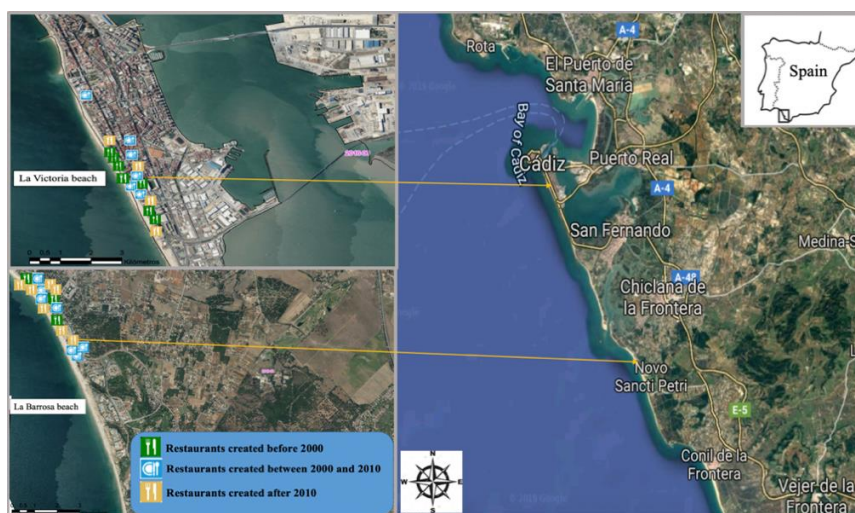 La Victoria beach
La Barrosa beach
Restaurants created before 2000
Restaurants created between 2000 and 2010
Restaurants created after 2010
Rota
A-4
El Puerto de
Santa María
Bay of Cádiz
Cádiz
Puerto Real
A-4
San Fernando
Medina-S
A-48
Chiclana de
la Frontera
Novo
Sancti Petri
E-5
Conil de la
Frontera
Vejer de la
Frontera
Spain
N
W
E
S